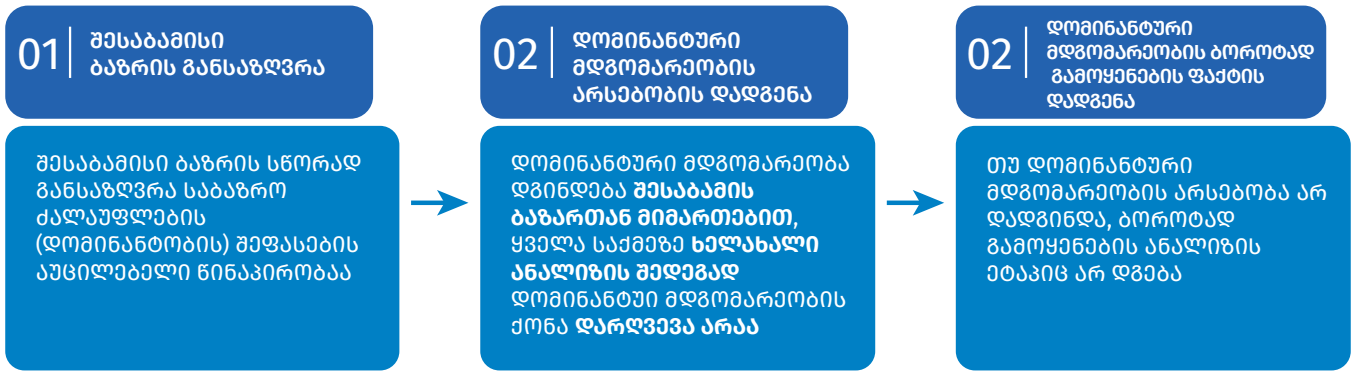 01
შესაბამისი
ბაზრის განსაზღვრა
შესაბამისი ბაზრის სწორად
განსაზღვრა საბაზრო
ძალაუფლების
(დომინანტობის) შეფასების
აუცილებელი წინაპირობაა
02
დომინანტური
მდგომარეობის
არსებობის დადგენა
დომინანტური მდგომარეობა
დგინდება შესაბამის
ბაზართან მიმართებით,
ყველა საქმეზე ხელახალი
ანალიზის შედეგად
დომინანტუი მდგომარეობის
ქონა დარღვევა არაა
02
დომინანტური
მდგომარეობის ბოროტად
გამოყენების ფაქტის
დადგენა
თუ დომინანტური
მდგომარეობის არსებობა არ
დადგინდა, ბოროტად
გამოყენების ანალიზის
ეტაპიც არ დგება